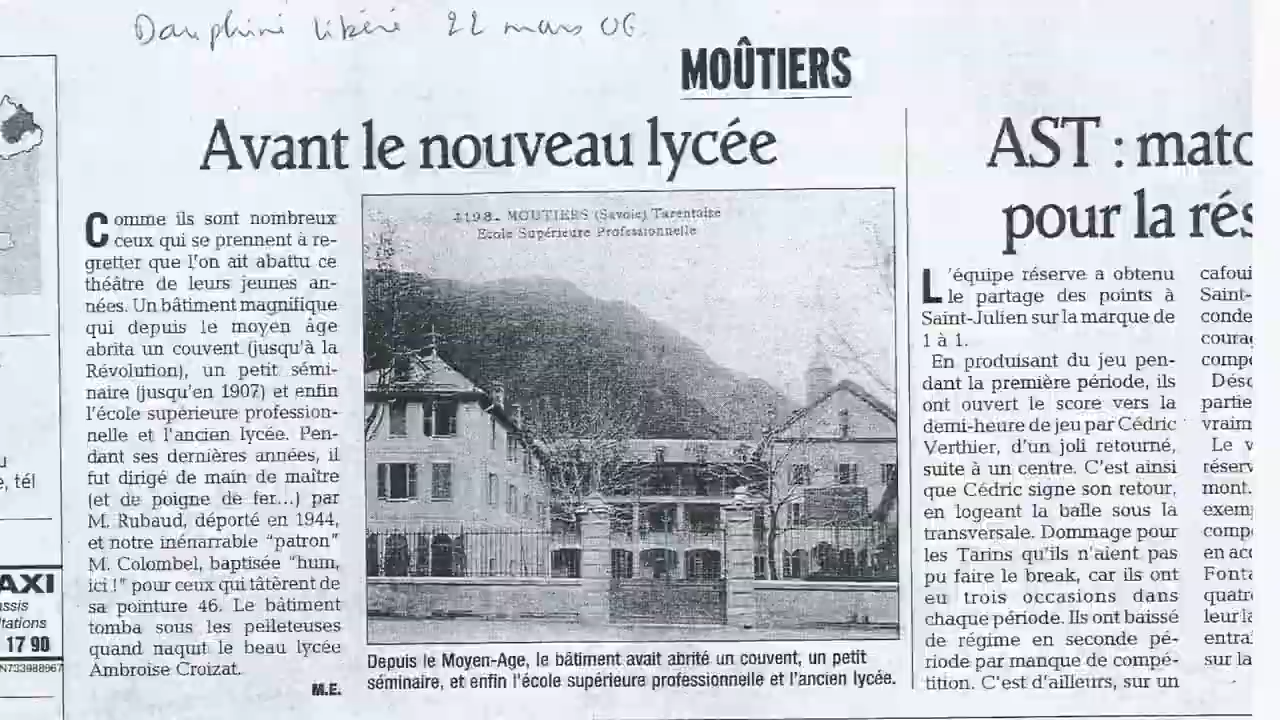 Dauphiné libéré 22 mars 06
MOÛTIERS
Avant le nouveau lycée
Comme ils sont nombreux
ceux qui se prennent à re-
gretter que l'on ait abattu ce
théâtre de leurs jeunes an-
nées. Un bâtiment magnifique
qui depuis le moyen âge
abrita un couvent (jusqu'à la
Révolution), un petit sémi-
naire (jusqu'en 1907) et enfin
l'école supérieure profession-
nelle et l'ancien lycée. Pen-
dant ses dernières années, il
fut dirigé de main de maître
(et de poigne de fer...) par
M. Rubaud, déporté en 1944,
et notre inénarrable "patron"
M. Colombel, baptisée "hum,
ici !" pour ceux qui tâtèrent de
sa pointure 46. Le bâtiment
tomba sous les pelleteuses
quand naquit le beau lycée
Ambroise Croizat.
M.E.
4198. MOUTIERS (Savoie) Tarentaise
Ecole Supérieure Professionnelle
Depuis le Moyen-Age, le bâtiment avait abrité un couvent, un petit
séminaire, et enfin l'école supérieure professionnelle et l'ancien lycée.
AST : matc
pour la rés
L'équipe réserve a obtenu
le partage des points à
Saint-Julien sur la marque de
1 à 1.
En produisant du jeu pen-
dant la première période, ils
ont ouvert le score vers la
demi-heure de jeu par Cédric
Verthier, d'un joli retourné,
suite à un centre. C'est ainsi
que Cédric signe son retour,
en logeant la balle sous la
transversale. Dommage pour
les Tarins qu'ils n'aient pas
pu faire le break, car ils ont
eu trois occasions dans
chaque période. Ils ont baissé
de régime en seconde pé-
riode par manque de compé-
tition. C'est d'ailleurs, sur un
cafoui
Saint-
conde
coura
compé
Désc
partie
vraim
Le v
réserv
mont.
exem
comp
en acc
Fonta
quatr
leur la
entra
sur la
, tél
AXI
ssis
tations
17 90
N733988967